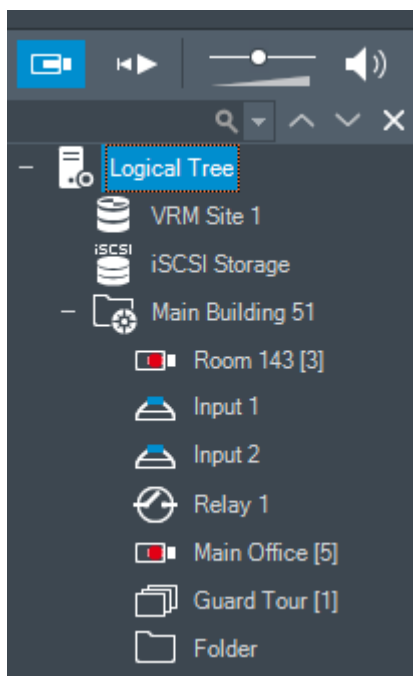 Logical Tree
VRM Site 1
iSCSI
iSCSI Storage
Main Building 51
Room 143 [3]
Input 1
Input 2
Relay 1
Main Office [5]
Guard Tour [1]
Folder